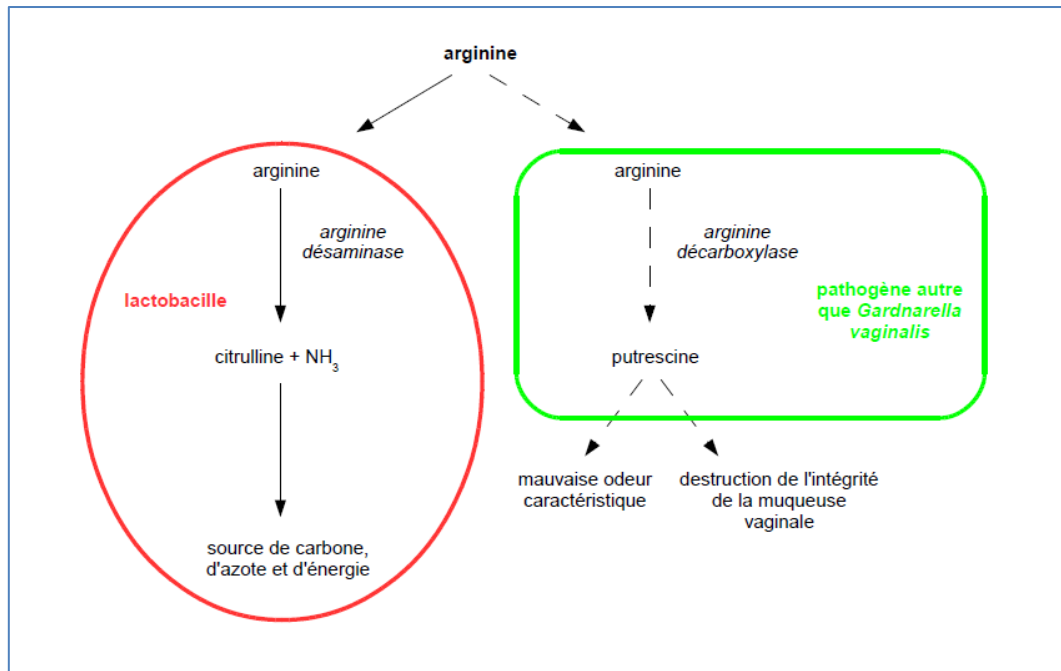 arginine
arginine
arginine
désaminase
lactobacille
citrulline + NH3
source de carbone,
d'azote et d'énergie
arginine
arginine
décarboxylase
pathogène autre
que Gardnarella
vaginalis
putrescine
mauvaise odeur
caractéristique
destruction de l'intégrité
de la muqueuse
vaginale